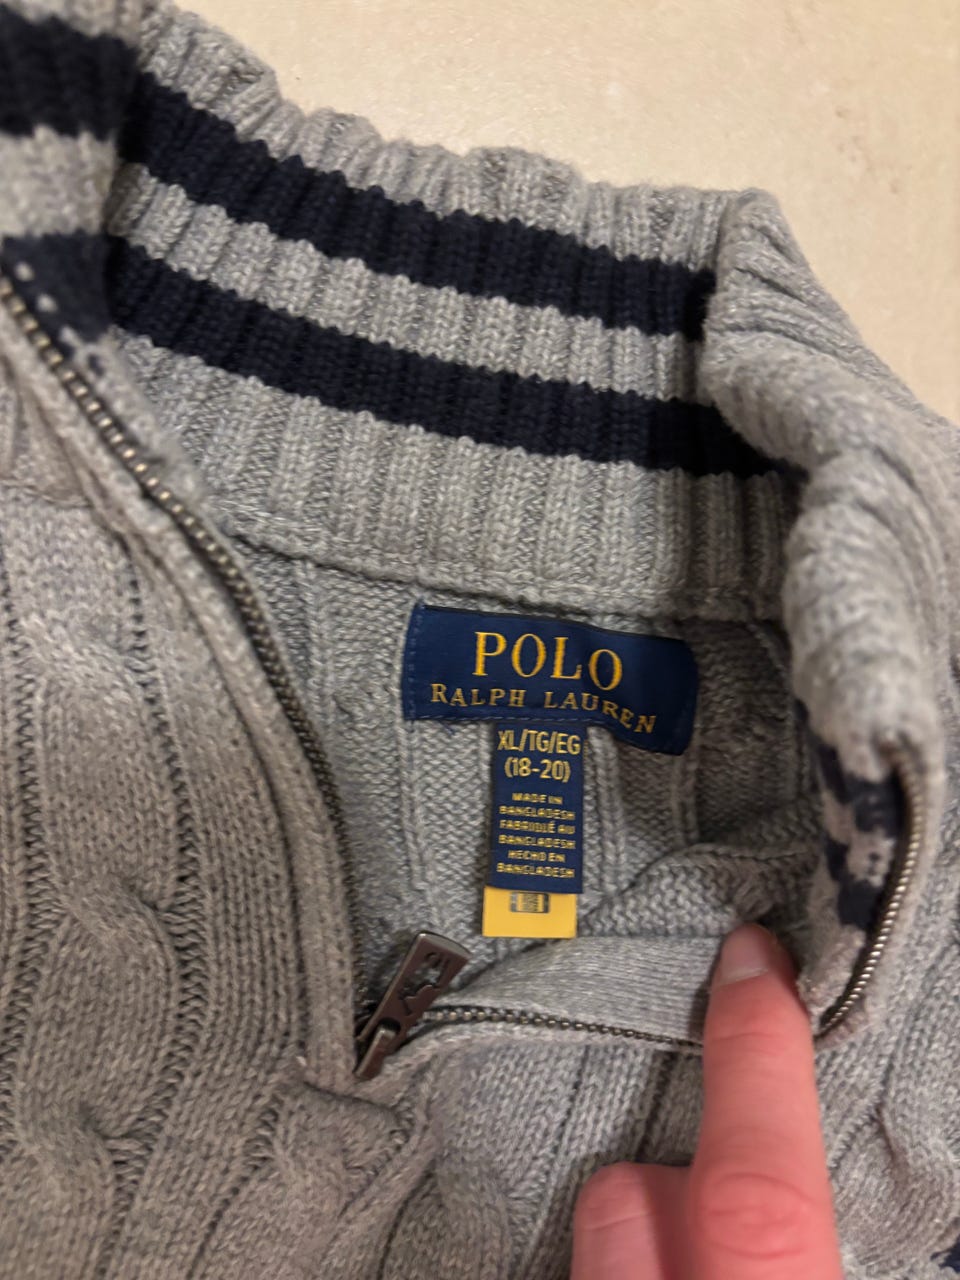 POLO
RALPH LAUREN
XL/TG/EG
(18-20)
MADE IN
BANGLADESH
FABRIQUÉ AU
BANGLADESH
HECHO EN
BANGLADESH